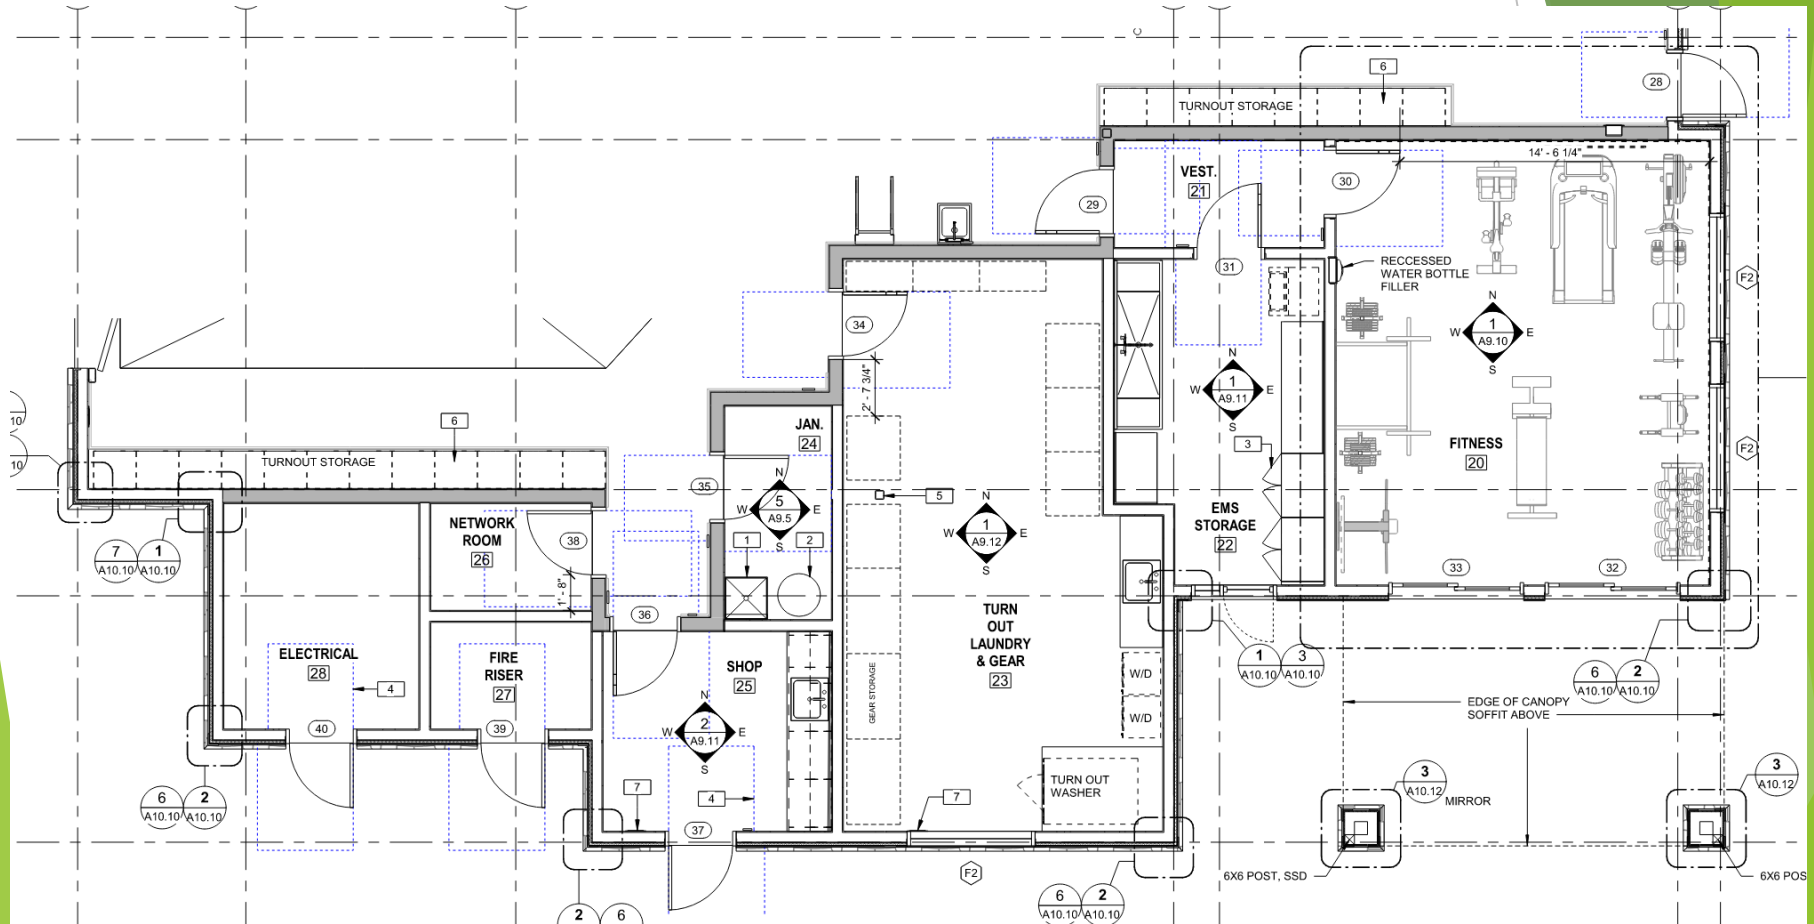 C
6
TURNOUT STORAGE
28
14' - 6 1/4"
VEST.
21
30
29
31
RECCESSED
WATER BOTTLE
FILLER
F2
34
N
1
W E
A9.10
S
2' - 7 3/4"
N
1
W E
A9.11
S
10
10
6
TURNOUT STORAGE
JAN.
24
3
FITNESS
20
F2
35
N
5
W E
A9.5
S
5
N
1
W E
A9.12
S
EMS
STORAGE
22
NETWORK
ROOM
26
38
7
A10.10
1
A10.10
1
2
1' - 8"
33
32
36
TURN
OUT
LAUNDRY
& GEAR
23
ELECTRICAL
28
4
FIRE
RISER
27
SHOP
25
GEAR STORAGE
W/D
W/D
1
A10.10
3
A10.10
6
A10.10
2
A10.10
EDGE OF CANOPY
SOFFIT ABOVE
40
39
N
2
W E
A9.11
S
6
A10.10
2
A10.10
7
4
7
TURN OUT
WASHER
37
3
A10.12
MIRROR
3
A10.12
F2
6X6 POST, SSD
6X6 POS
2
6
6
A10.10
2
A10.10